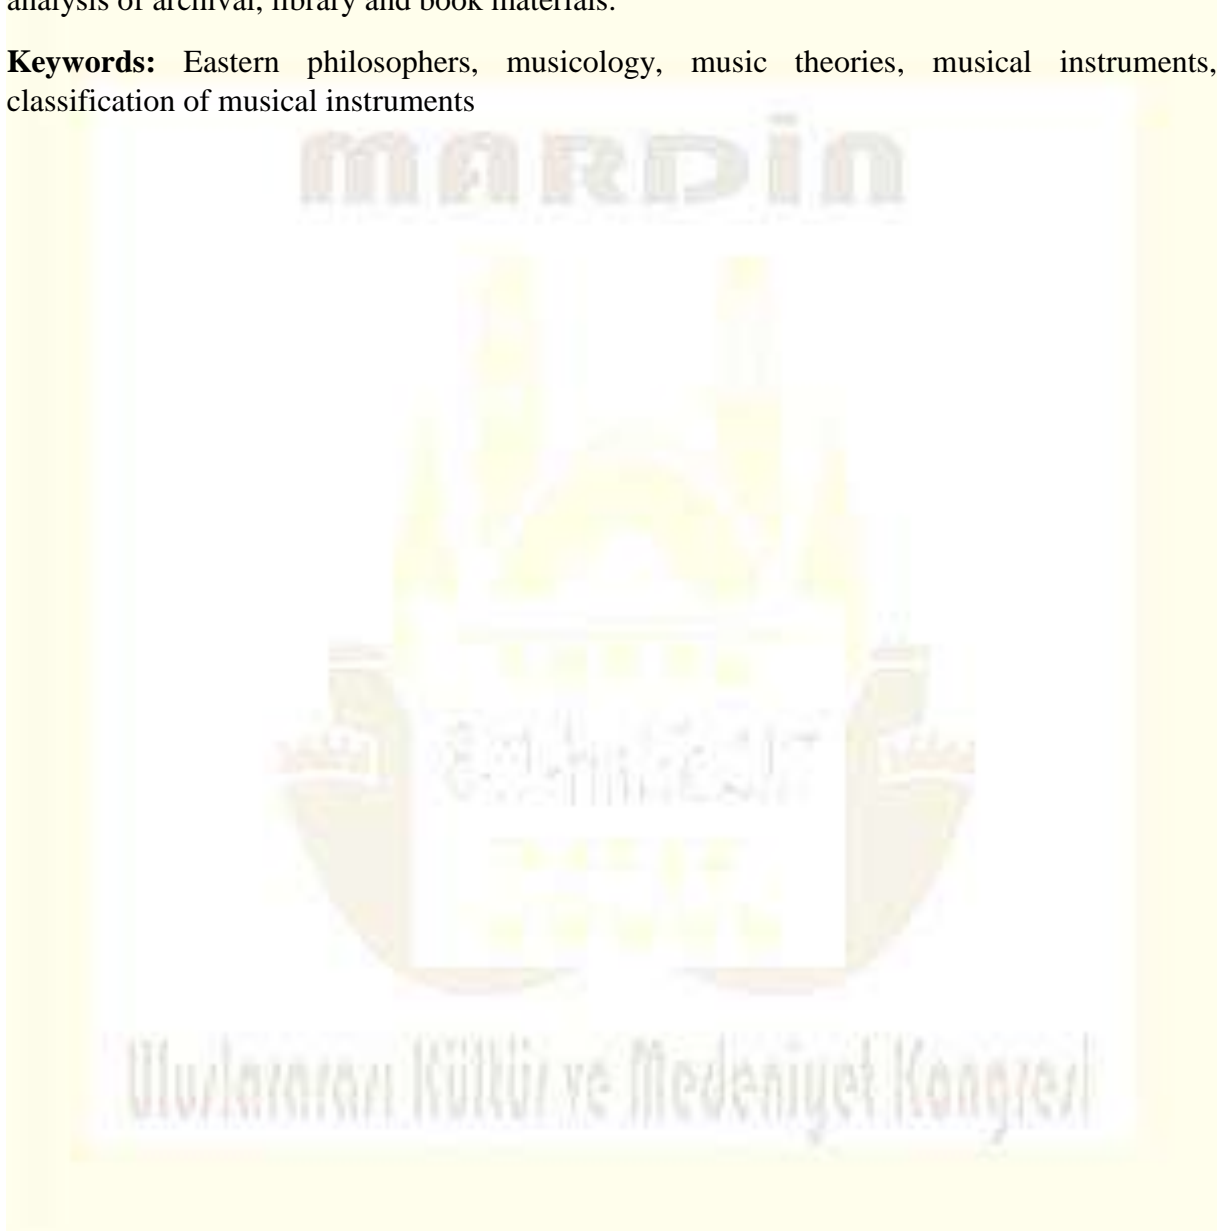 analysis of archival, library and book materials.
Keywords: Eastern philosophers, musicology, music theories, musical instruments,
classification of musical instruments
MARDİN
Uluslararası Kültür ve Medeniyet Kongresi